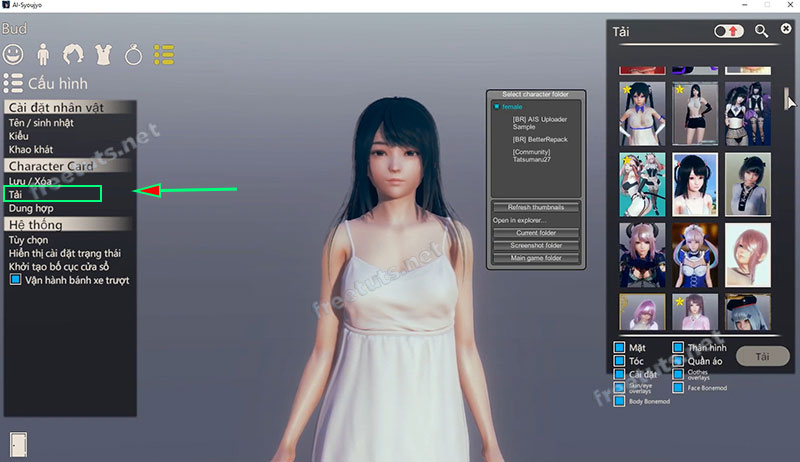 AI-Syoujyo
Bud
Cấu hình
Cài đặt nhân vật
Tên / sinh nhật
Kiểu
Khao khát
Character Card
Lưu / Xóa
Tải
Dung hợp
Hệ thống
Tùy chọn
Hiển thị cài đặt trạng thái
Khởi tạo bố cục cửa sổ
Vận hành bánh xe trượt
freetuts.net
Select character folder
female
[BR] AIS Uploader
Sample
[BR] BetterRepack
[Community]
Tatsumaru27
Refresh thumbnails
Open in explorer...
Current folder
Screenshot folder
Main game folder
freetuts.net
Tải
Mặt
Thân hình
Tóc
Quần áo
Cài đặt
Clothes
overlays
Skin/eye
overlays
Face Bonemod
Body Bonemod
Tải
freetuts.net